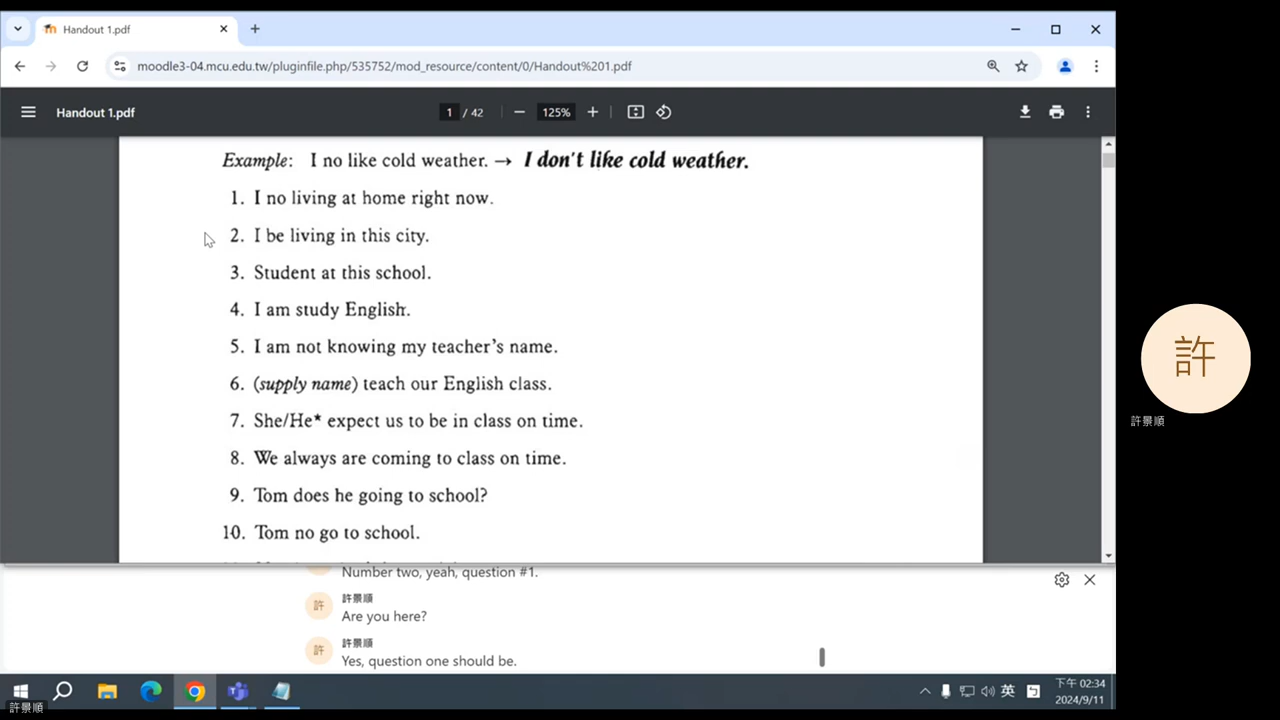 Handout 1.pdf
moodle3-04.mcu.edu.tw/pluginfile.php/535752/mod_resource/content/0/Handout%201.pdf
Handout 1.pdf
1 / 42
125%
Example: I no like cold weather. → I don't like cold weather.
1. I no living at home right now.
2. I be living in this city.
3. Student at this school.
4. I am study English.
5. I am not knowing my teacher's name.
6. (supply name) teach our English class.
7. She/He* expect us to be in class on time.
8. We always are coming to class on time.
9. Tom does he going to school?
10. Tom no go to school.
許
許景順
Number two, yeah, question #1.
許
許景順
Are you here?
許
許景順
Yes, question one should be.
英
下午 02:34
2024/9/11
許景順